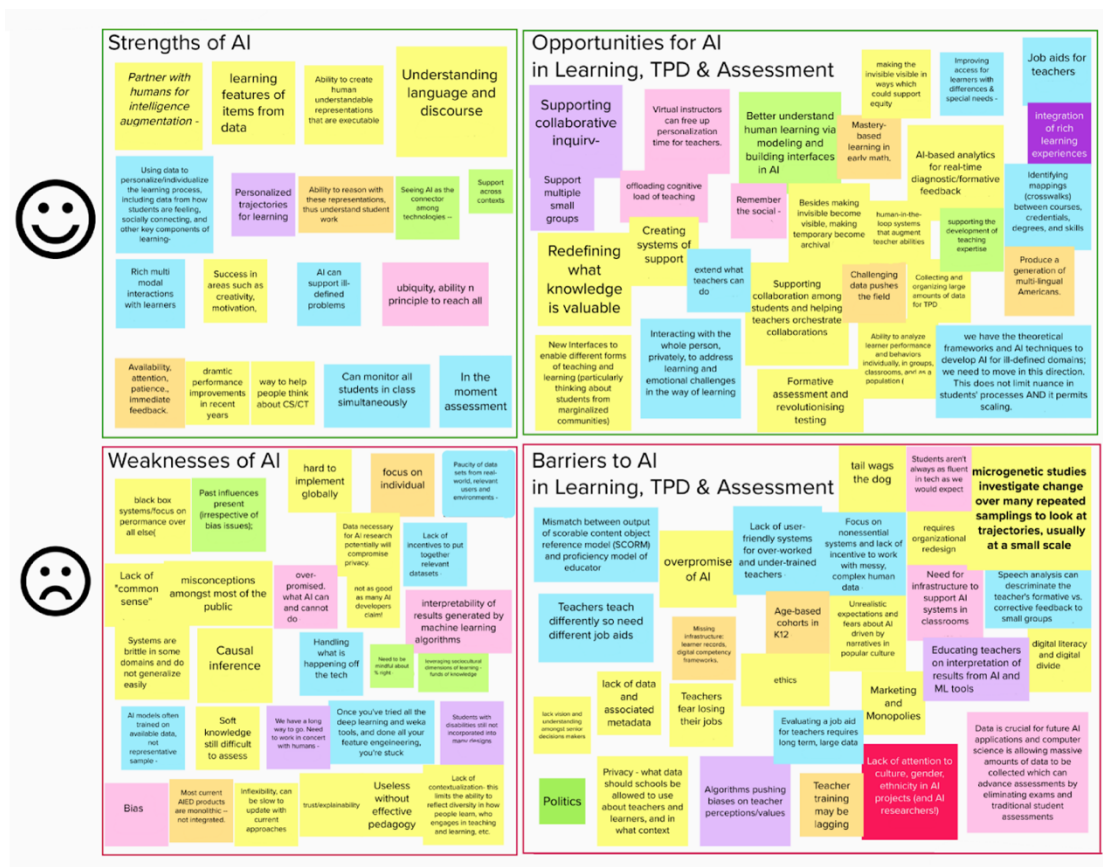 Strengths of AI
Partner with
humans for
intelligence
augmentation -
learning
features of
items from
data
Ability to create
human
understandable
representations
that are executable
Understanding
language and
discourse
Using data to
personalize/individualize
the learning process,
including data from how
students are feeling,
socially connecting, and
other key components of
learning-
Personalized
trajectories
for learning
Ability to reason with
these representations,
thus understand student
work
Seeing AI as the
connector
among
technologies –
Support
across
contexts
Rich multi
modal
interactions
with learners
Success in
areas such as
creativity,
motivation,
AI can
support ill-
defined
problems
ubiquity, ability n
principle to reach all
Availability,
attention,
patience.,
immediate
feedback.
dramtic
performance
improvements in
recent
years
way to help
people think
about CS/CT
Can monitor all
students in class
simultaneously
In the
moment
assessment
Opportunities for AI
in Learning, TPD & Assessment
making the
invisible visible in
ways which
could support
equity
Improving
access for
learners with
differences &
special needs -
Job aids for
teachers
Supporting
collaborative
inquiry-
Virtual instructors
can free up
personalization
time for teachers.
Better understand
human learning via
modeling and
building interfaces
in AI
Mastery-
based
learning in
early math,
AI-based analytics
for real-time
diagnostic/formative
feedback
integration
of rich
learning
experiences
Support
multiple
small
groups
offloading cognitive
load of teaching
Remember
the social -
Besides making
invisible become
visible, making
temporary become
archival
human-in-the-
loop systems
that augment
teacher abilities
supporting the
development of
teaching
expertise
Identifying
mappings
(crosswalks)
between courses,
credentials,
degrees, and skills
Redefining
what
knowledge
is valuable
Creating
systems of
support
extend what
teachers can
do
Supporting
collaboration among
students and helping
teachers orchestrate
collaborations
Challenging
data pushes
the field
Collecting and
organizing large
amounts of data
for TPD
Produce a
generation of
multi-lingual
Americans.
New Interfaces to
enable different forms
of teaching and
learning (particularly
thinking about
students from
marginalized
communities)
Interacting with the
whole person,
privately, to address
learning and
emotional challenges
in the way of learning
Formative
assessment and
revolutionising
testing
Ability to analyze
learner performance
and behaviors
individually, in groups,
classrooms, and as a
population (
we have the theoretical
frameworks and AI techniques to
develop AI for ill-defined domains;
we need to move in this direction.
This does not limit nuance in
students' processes AND it permits
scaling.
Weaknesses of AI
black box
systems/focus on
perormance over
all else(
Past influences
present
(irrespective of
bias issues);
hard to
implement
globally
focus on
individual
Paucity of data
sets from real-
world, relevant
users and
environments -
Data necessary
for AI research
potentially will
compromise
privacy.
Lack of
incentives to put
together
relevant
datasets -
Lack of
"common
sense"
misconceptions
amongst most of the
public
over-
promised.
what AI can
and cannot
do
not as good
as many AI
developers
claim!
interpretability of
results generated by
machine learning
algorithms
Systems are
brittle in some
domains and do
not generalize
easily
Causal
inference
Handling
what is
happening off
the tech
Need to be
mindful about
% right -
leveraging sociocultural
dimensions of learning -
funds of knowledge
AI models often
trained on
available data,
not
representative
sample -
Soft
knowledge
still difficult
to assess
We have a long
way to go. Need
to work in concert
with humans -
Once you've tried all the
deep learning and weka
tools, and done all your
feature engeineering,
you're stuck
Students with
disabilities still not
incorporated into
many designs
Bias
Most current
AIED products
are monolithic –
not integrated.
Inflexibility, can
be slow to
update with
current
approaches
trust/explainability
Useless
without
effective
pedagogy
Lack of
contextualization- this
limits the ability to
reflect diversity in how
people learn, who
engages in teaching
and learning, etc.
Barriers to AI
in Learning, TPD & Assessment
tail wags
the dog
Students aren't
always as fluent
in tech as we
would expect
microgenetic studies
investigate change
over many repeated
samplings to look at
trajectories, usually
at a small scale
Mismatch between output
of scorable content object
reference model (SCORM)
and proficiency model of
educator
overpromise
of AI
Lack of user-
friendly systems
for over-worked
and under-trained
teachers -
Focus on
nonessential
systems and lack of
incentive to work
with messy,
complex human
data -
requires
organizational
redesign
Need for
infrastructure to
support AI
systems in
classrooms
Speech analysis can
descriminate the
teacher's formative vs.
corrective feedback to
small groups
Teachers teach
differently so need
different job aids
Missing
infrastructure:
learner records,
digital competency
frameworks,
Age-based
cohorts in
K12
Unrealistic
expectations and
fears about AI
driven by
narratives in
popular culture
Educating teachers
on interpretation of
results from AI and
ML tools
digital literacy
and digital
divide
ethics
lack vision and
understanding
amongst senior
decisions makers
lack of data
and
associated
metadata
Teachers
fear losing
their jobs
Evaluating a job aid
for teachers requires
long term, large data
Marketing
and
Monopolies
Politics
Privacy - what data
should schools be
allowed to use
about teachers and
learners, and in
what context
Algorithms pushing
biases on teacher
perceptions/values
Teacher
training
may be
lagging
Lack of attention
to culture, gender,
ethnicity in
AI projects (and AI
researchers!)
Data is crucial for future AI
applications and computer
science is allowing massive
amounts of data to
be collected which can
advance assessments by
eliminating exams and
traditional student
assessments